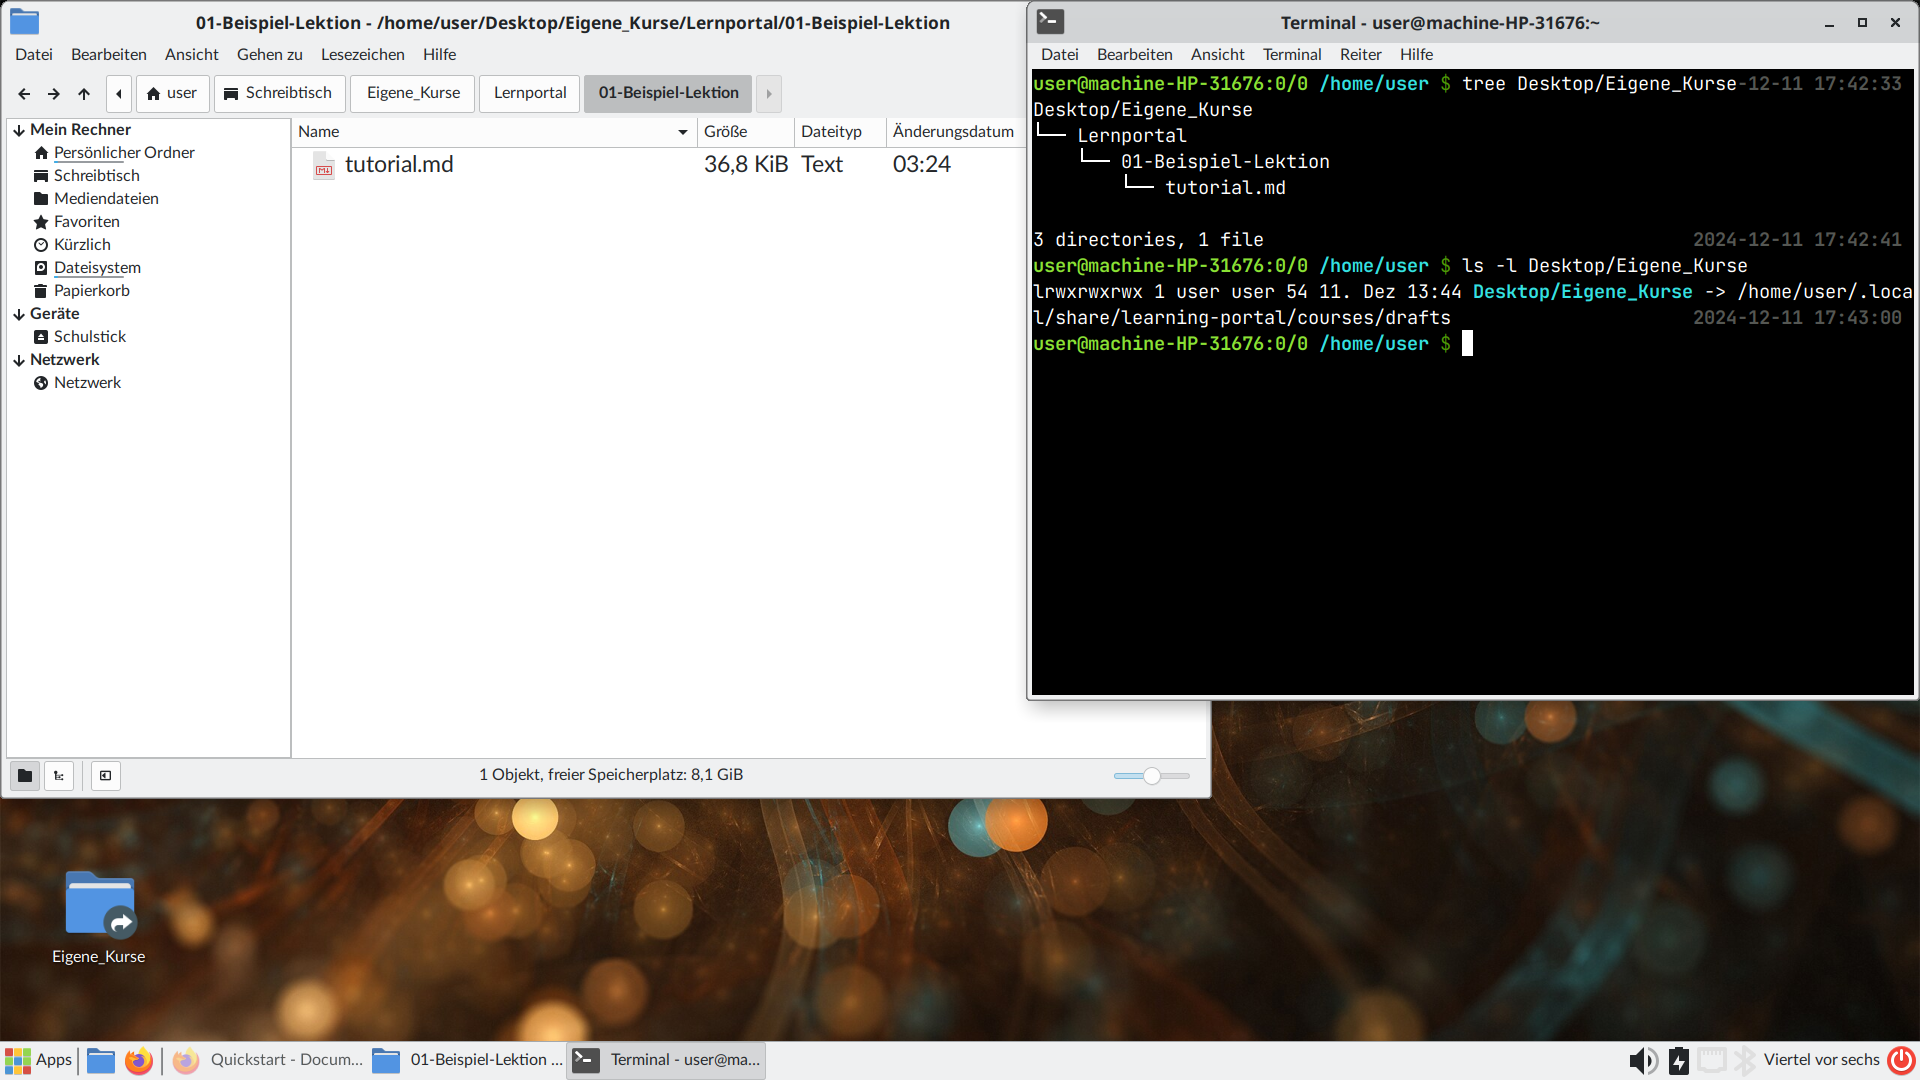 01-Beispiel-Lektion - /home/user/Desktop/Eigene_Kurse/Lernportal/01-Beispiel-Lektion
Datei Bearbeiten Ansicht Gehen zu Lesezeichen Hilfe
user Schreibtisch Eigene_Kurse Lernportal 01-Beispiel-Lektion
Mein Rechner
Persönlicher Ordner
Schreibtisch
Mediendateien
Favoriten
Kürzlich
Dateisystem
Papierkorb
Geräte
Schulstick
Netzwerk
Netzwerk
Name Größe Dateityp Änderungsdatum
tutorial.md 36,8 KiB Text 03:24
1 Objekt, freier Speicherplatz: 8,1 GiB
Terminal - user@machine-HP-31676:~
Datei Bearbeiten Ansicht Terminal Reiter Hilfe
user@machine-HP-31676:0/0 /home/user $ tree Desktop/Eigene_Kurse-12-11 17:42:33
Desktop/Eigene_Kurse
└── Lernportal
    └── 01-Beispiel-Lektion
        └── tutorial.md
3 directories, 1 file 2024-12-11 17:42:41
user@machine-HP-31676:0/0 /home/user $ ls -l Desktop/Eigene_Kurse
lrwxrwxrwx 1 user user 54 11. Dez 13:44 Desktop/Eigene_Kurse -> /home/user/.loca
l/share/learning-portal/courses/drafts 2024-12-11 17:43:00
user@machine-HP-31676:0/0 /home/user $
Eigene_Kurse
Apps Quickstart - Docum... 01-Beispiel-Lektion ... Terminal - user@ma... Viertel vor sechs